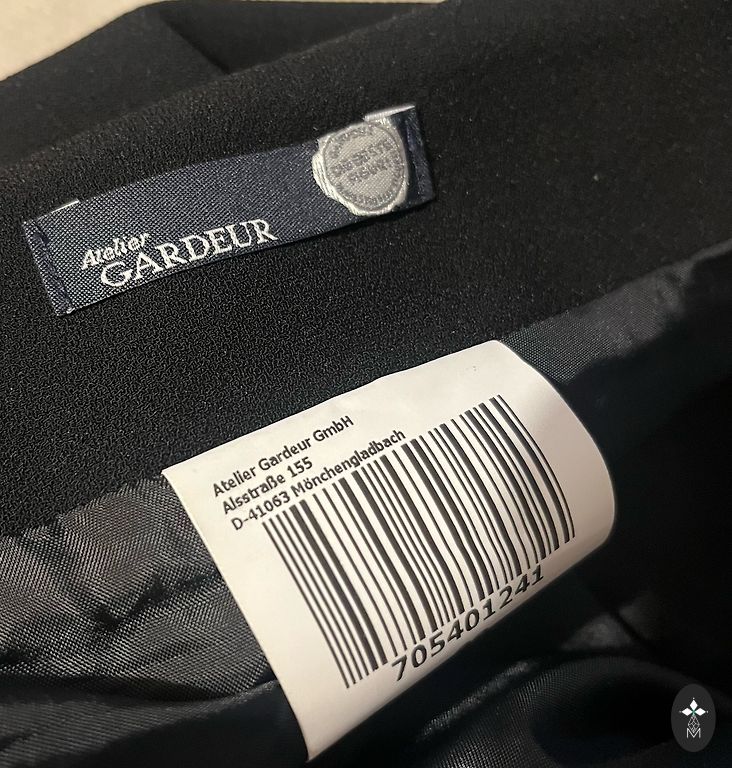 Atelier
GARDEUR
Atelier Gardeur GmbH
Alsstraße 155
D-41063 Mönchengladbach
705401241
M